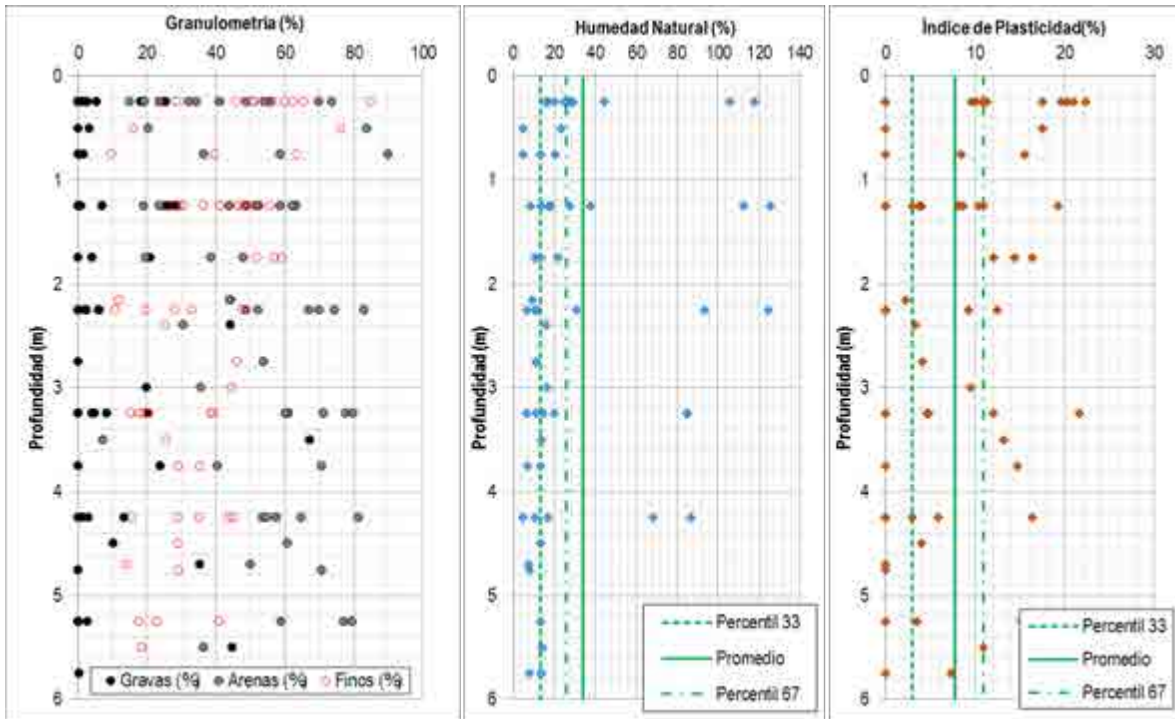 Granulometría (%)
0 20 40 60 80 100
Profundidad (m)
0
1
2
3
4
5
6
Gravas (%) Arenas (%) Finos (%)
Humedad Natural (%)
0 20 40 60 80 100 120 140
Profundidad (m)
0
1
2
3
4
5
6
Percentil 33
Promedio
Percentil 67
Índice de Plasticidad(%)
0 10 20 30
Profundidad (m)
0
1
2
3
4
5
6
Percentil 33
Promedio
Percentil 67